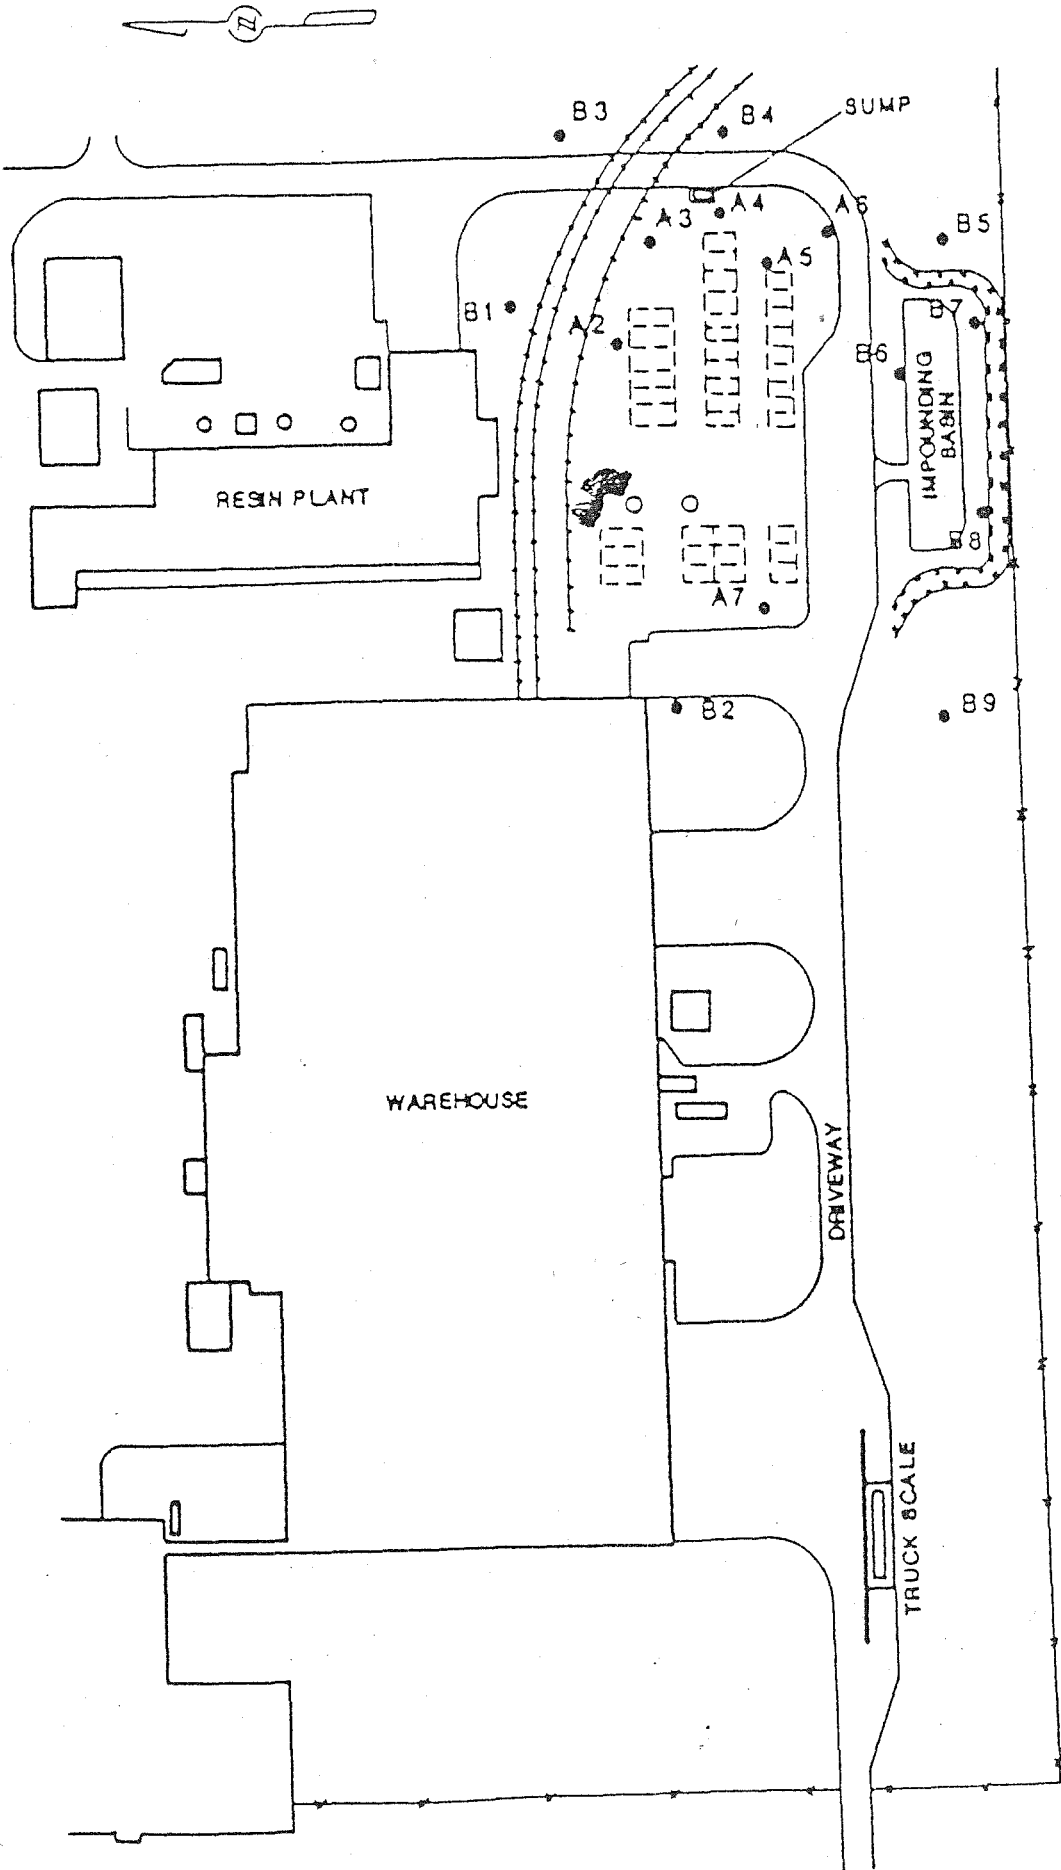 N
B3
B4
SUMP
A3
A4
A6
B5
A5
B1
A2
B7
B6
IMPOUNDING
BASIN
RESIN PLANT
B8
A7
B2
B9
WAREHOUSE
DRIVEWAY
TRUCK SCALE